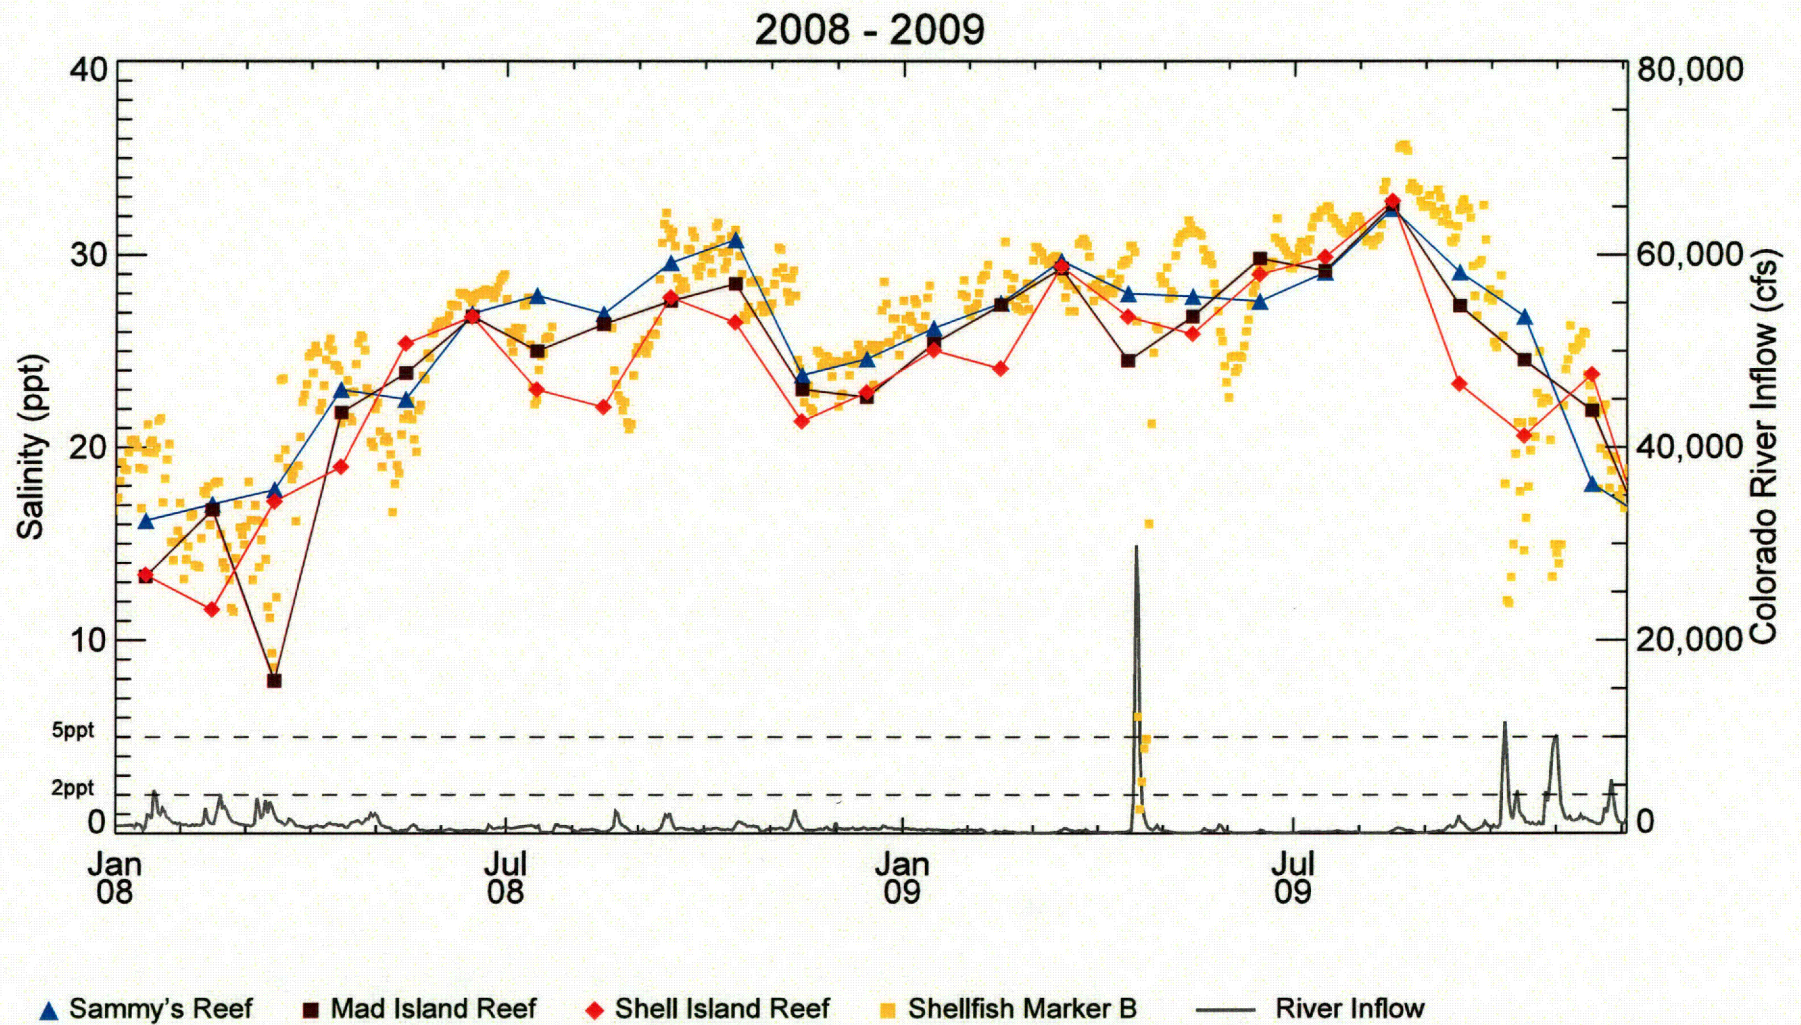 2008 - 2009
40
30
20
10
5ppt
2ppt
0
Salinity (ppt)
80,000
60,000
40,000
20,000
0
Colorado River Inflow (cfs)
Jan
08
Jul
08
Jan
09
Jul
09
Sammy's Reef
Mad Island Reef
Shell Island Reef
Shellfish Marker B
River Inflow